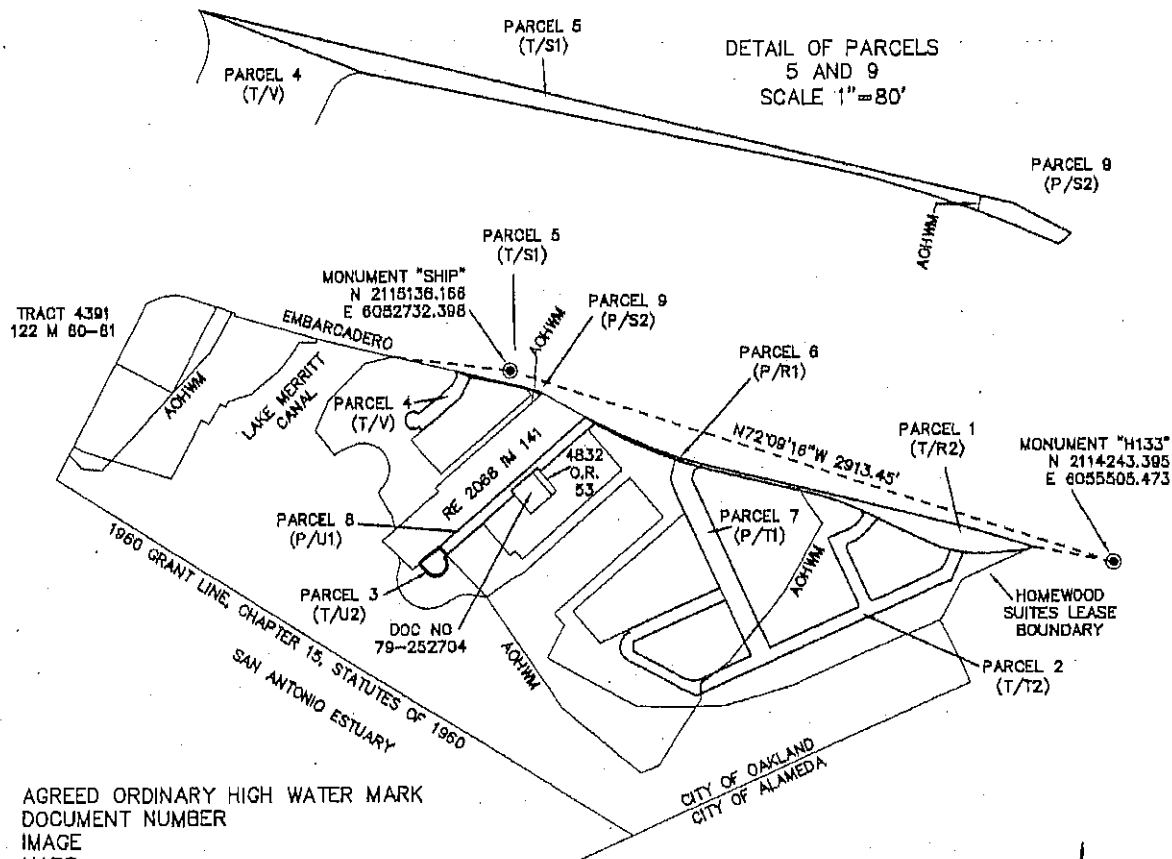 PARCEL 5
(T/S1)
DETAIL OF PARCELS
5 AND 9
SCALE 1"=80'
PARCEL 4
(T/V)
PARCEL 9
(P/S2)
AOHWM
PARCEL 5
(T/S1)
MONUMENT "SHIP"
N 2115136.166
E 6052732.398
AOHWM
PARCEL 9
(P/S2)
TRACT 4391
122 M 60-61
EMBARCADERO
PARCEL 6
(P/R1)
AOHWM
LAKE MERRITT
CANAL
PARCEL 4
(T/V)
N72°09'16"W 2913.45'
PARCEL 1
(T/R2)
MONUMENT "H133"
N 2114243.395
E 6055505.473
RE 2066 IM 141
4832
O.R.
53
PARCEL 7
(P/T1)
AOHWM
PARCEL 8
(P/U1)
HOMEWOOD
SUITES LEASE
BOUNDARY
PARCEL 3
(T/U2)
DOC NO
79-252704
AOHWM
PARCEL 2
(T/T2)
1960 GRANT LINE, CHAPTER 15, STATUTES OF 1960
SAN ANTONIO ESTUARY
CITY OF OAKLAND
CITY OF ALAMEDA
AGREED ORDINARY HIGH WATER MARK
DOCUMENT NUMBER
IMAGE